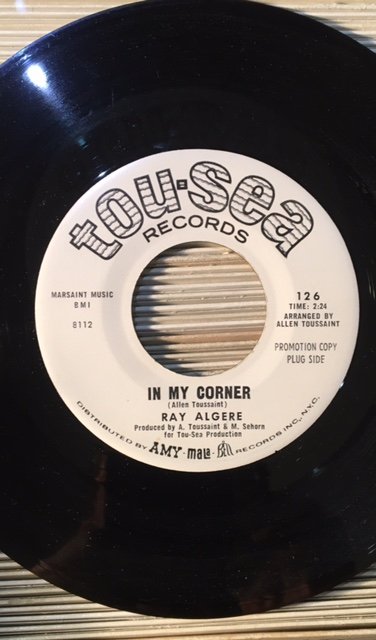 tou-sea
RECORDS
MARSAINT MUSIC
BMI
8112
126
TIME: 2:24
ARRANGED BY
ALLEN TOUSSAINT
PROMOTION COPY
PLUG SIDE
IN MY CORNER
(Allen Toussaint)
RAY ALGERE
Produced by A. Toussaint & M. Sehorn
for Tou-Sea Production
DISTRIBUTED BY AMY · mala · Bell RECORDS INC, N.Y.C.